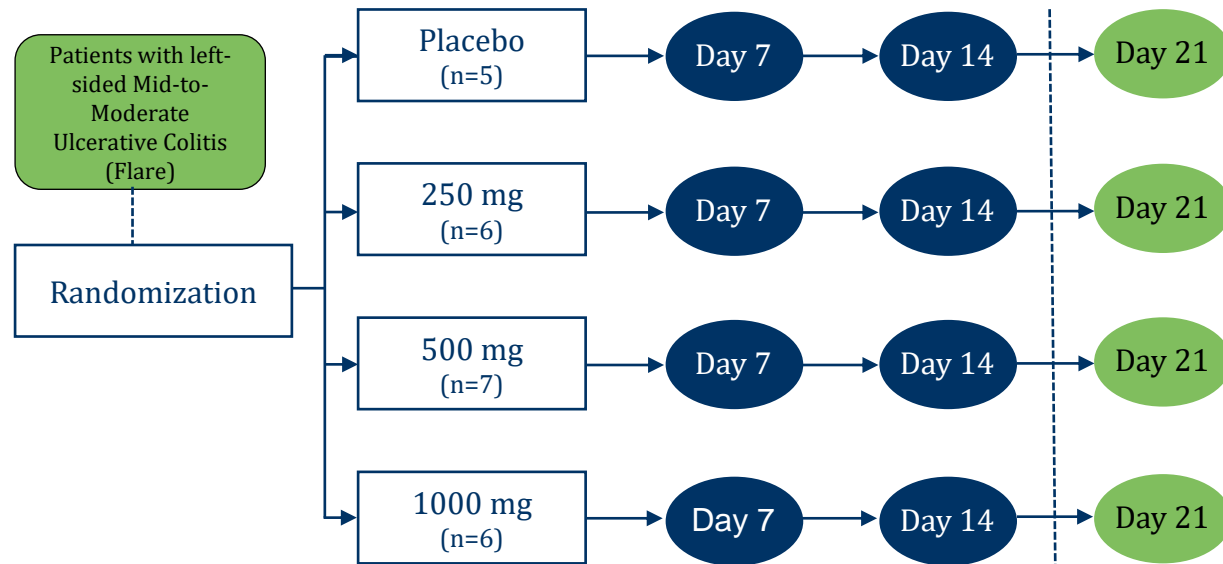 Patients with left-
sided Mid-to-
Moderate
Ulcerative Colitis
(Flare)
Randomization
Placebo
(n=5)
Day 7
Day 14
Day 21
250 mg
(n=6)
Day 7
Day 14
Day 21
500 mg
(n=7)
Day 7
Day 14
Day 21
1000 mg
(n=6)
Day 7
Day 14
Day 21